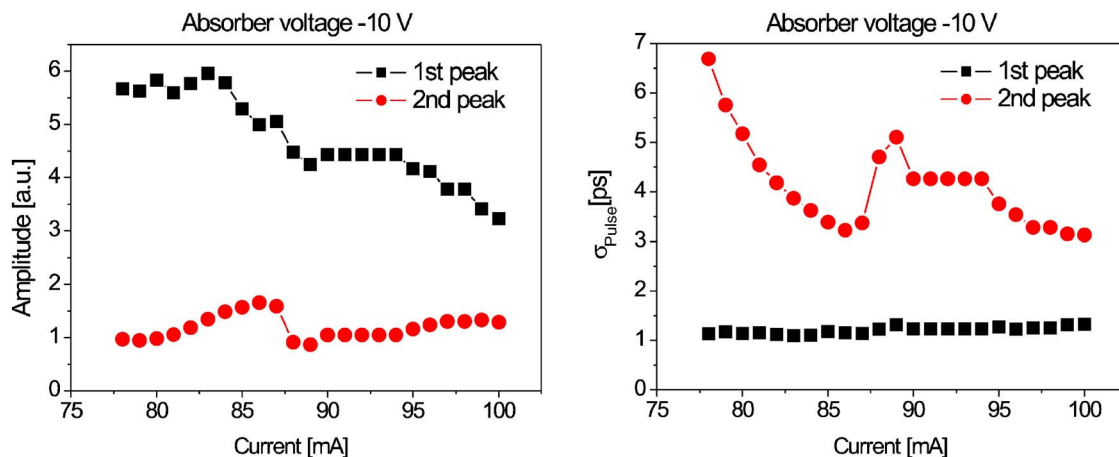 Absorber voltage -10 V
1st peak
2nd peak
Amplitude [a.u.]
6
5
4
3
2
1
0
75 80 85 90 95 100
Current [mA]
Absorber voltage -10 V
1st peak
2nd peak
σPulse[ps]
7
6
5
4
3
2
1
0
75 80 85 90 95 100
Current [mA]